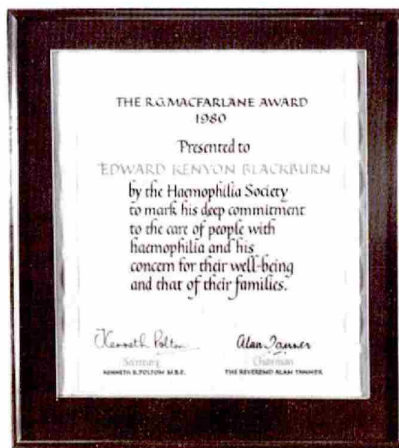 THE R.G. MACFARLANE AWARD
1980
Presented to
EDWARD KENYON BLACKBURN
by the Haemophilia Society
to mark his deep commitment
to the care of people with
haemophilia and his
concern for their well-being
and that of their families.
Kenneth Polton Alan Tanner
Secretary Chairman
KENNETH R. POLTON M.B.E. THE REVEREND ALAN TANNER